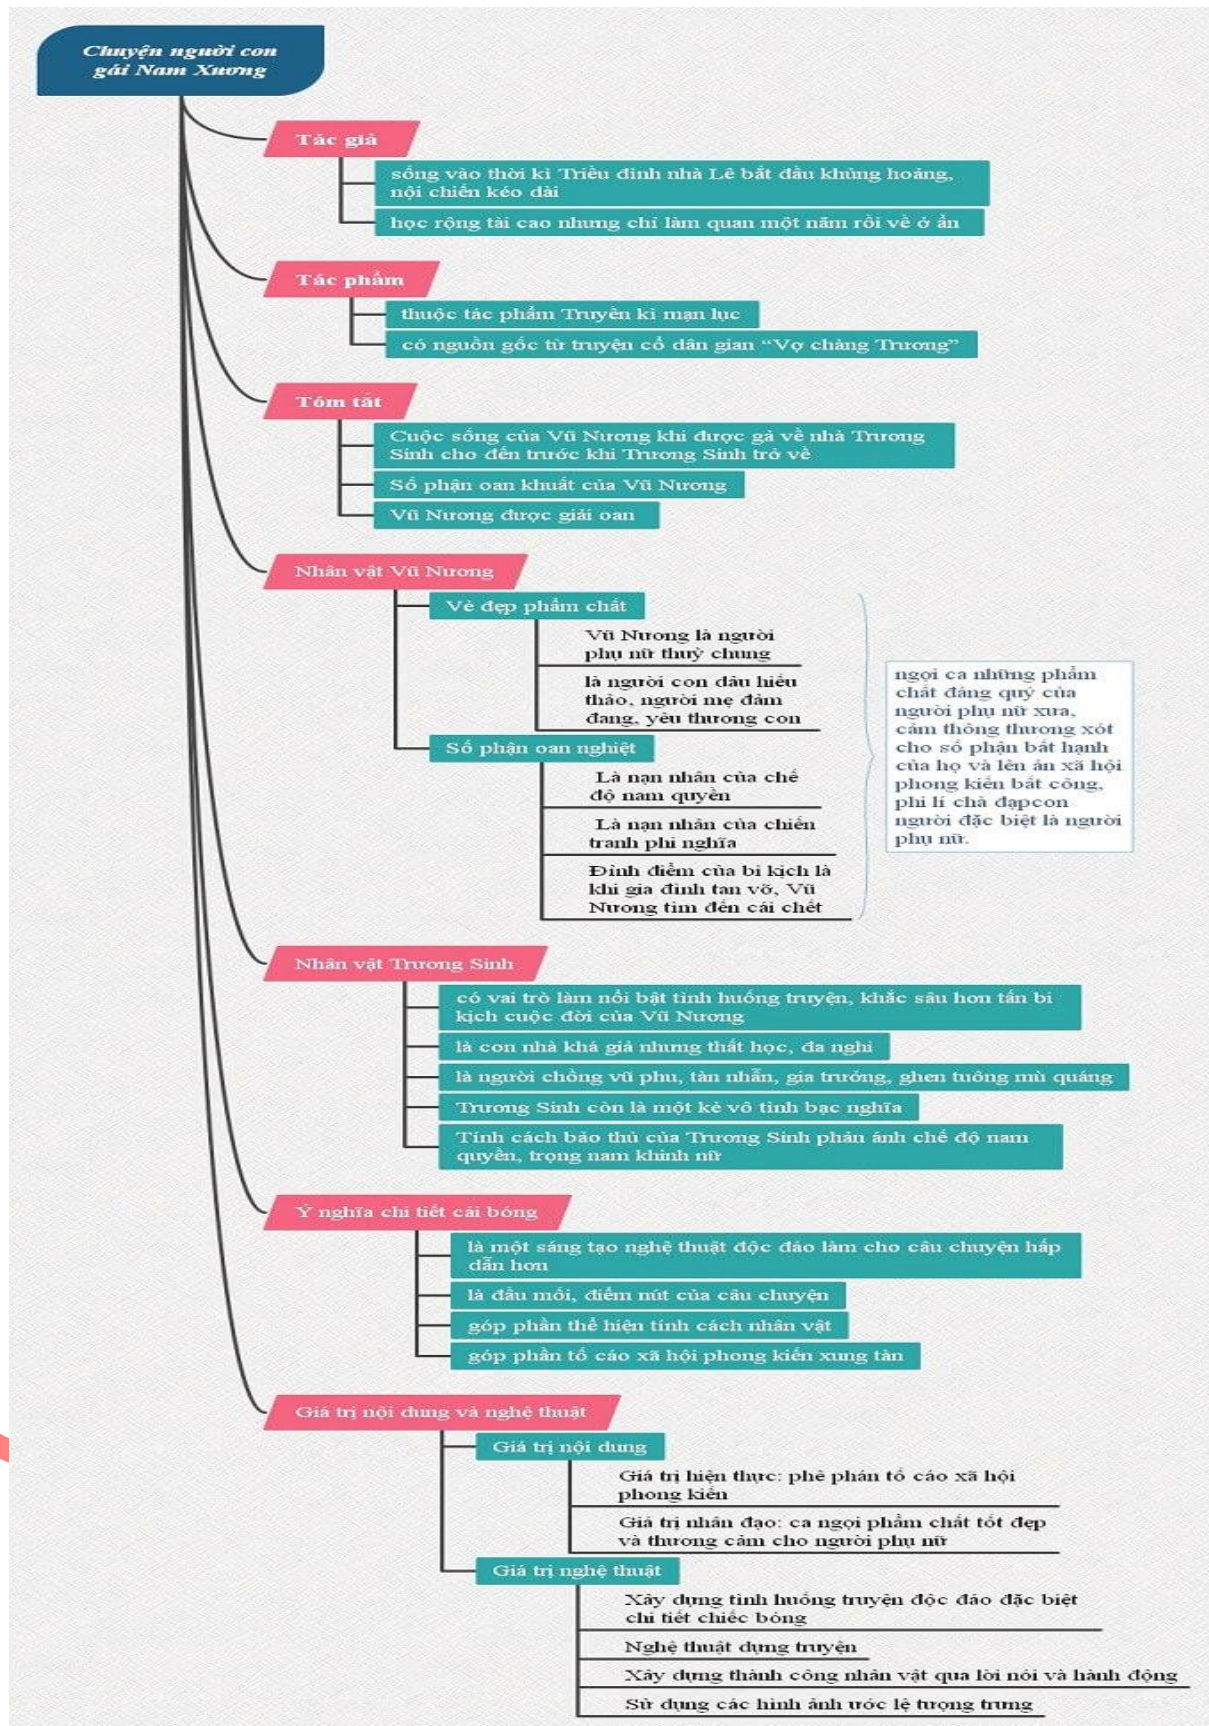 Chuyện người con
gái Nam Xương
Tác giả
sống vào thời kì Triều đình nhà Lê bắt đầu khủng hoảng,
nội chiến kéo dài
học rộng tài cao nhưng chỉ làm quan một năm rồi về ở ẩn
Tác phẩm
thuộc tác phẩm Truyền kì mạn lục
có nguồn gốc từ truyện cổ dân gian “Vợ chàng Trương”
Tóm tắt
Cuộc sống của Vũ Nương khi được gả về nhà Trương
Sinh cho đến trước khi Trương Sinh trở về
Số phận oan khuất của Vũ Nương
Vũ Nương được giải oan
Nhân vật Vũ Nương
Vẻ đẹp phẩm chất
Vũ Nương là người
phụ nữ thuỷ chung
là người con dâu hiếu
thảo, người mẹ đảm
đang, yêu thương con
Số phận oan nghiệt
Là nạn nhân của chế
độ nam quyền
Là nạn nhân của chiến
tranh phi nghĩa
Đỉnh điểm của bi kịch là
khi gia đình tan vỡ, Vũ
Nương tìm đến cái chết
ngợi ca những phẩm
chất đáng quý của
người phụ nữ xưa,
cảm thông thương xót
cho số phận bất hạnh
của họ và lên án xã hội
phong kiến bất công,
phi lí chà đạpcon
người đặc biệt là người
phụ nữ.
Nhân vật Trương Sinh
có vai trò làm nổi bật tình huống truyện, khắc sâu hơn tấn bi
kịch cuộc đời của Vũ Nương
là con nhà khá giả nhưng thất học, đa nghi
là người chồng vũ phu, tàn nhẫn, gia trưởng, ghen tuông mù quáng
Trương Sinh còn là một kẻ vô tình bạc nghĩa
Tính cách bảo thủ của Trương Sinh phản ánh chế độ nam
quyền, trọng nam khinh nữ
Ý nghĩa chi tiết cái bóng
là một sáng tạo nghệ thuật độc đáo làm cho câu chuyện hấp
dẫn hơn
là đầu mối, điểm nút của câu chuyện
góp phần thể hiện tính cách nhân vật
góp phần tố cáo xã hội phong kiến xung tàn
Giá trị nội dung và nghệ thuật
Giá trị nội dung
Giá trị hiện thực: phê phán tố cáo xã hội
phong kiến
Giá trị nhân đạo: ca ngợi phẩm chất tốt đẹp
và thương cảm cho người phụ nữ
Giá trị nghệ thuật
Xây dựng tình huống truyện độc đáo đặc biệt
chi tiết chiếc bóng
Nghệ thuật dựng truyện
Xây dựng thành công nhân vật qua lời nói và hành động
Sử dụng các hình ảnh ước lệ tượng trưng